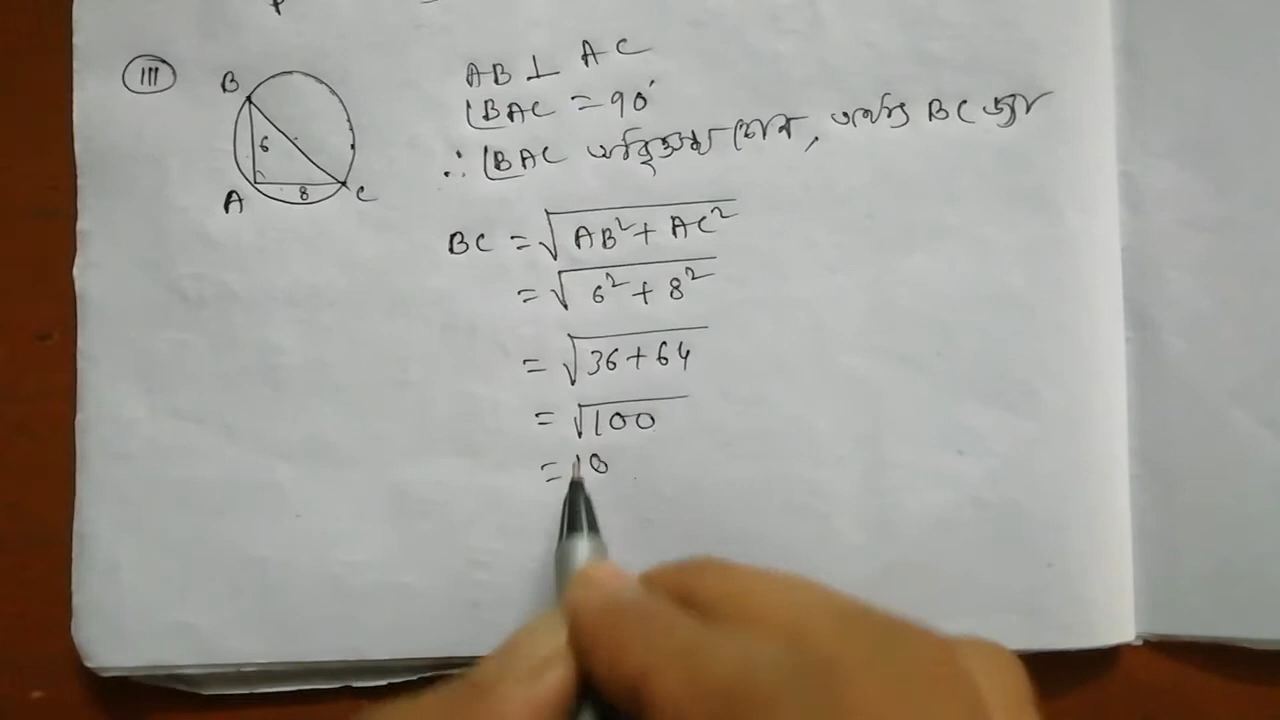 III
B
6
A
8
C
AB ⊥ AC
∠BAC = 90°
∴ ∠BAC অর্ধবৃত্তস্থ কোণ, অর্থাৎ BC ব্যাস
BC = √(AB² + AC²)
= √(6² + 8²)
= √(36 + 64)
= √100
= 10